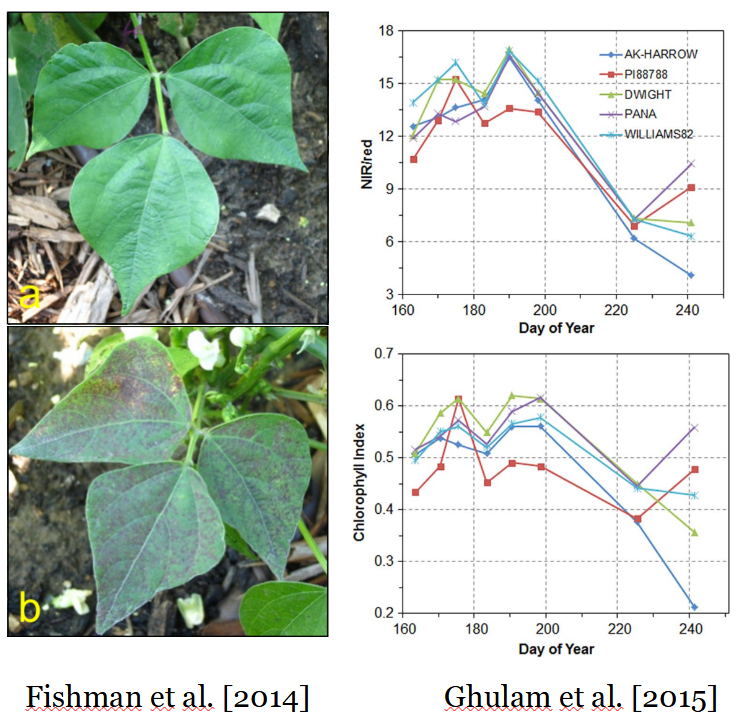 a
b
Fishman et al. [2014]
18
15
12
9
6
3
NIR/red
160 180 200 220 240
Day of Year
AK-HARROW
PI88788
DWIGHT
PANA
WILLIAMS82
0.7
0.6
0.5
0.4
0.3
0.2
Chlorophyll Index
160 180 200 220 240
Day of Year
Ghulam et al. [2015]